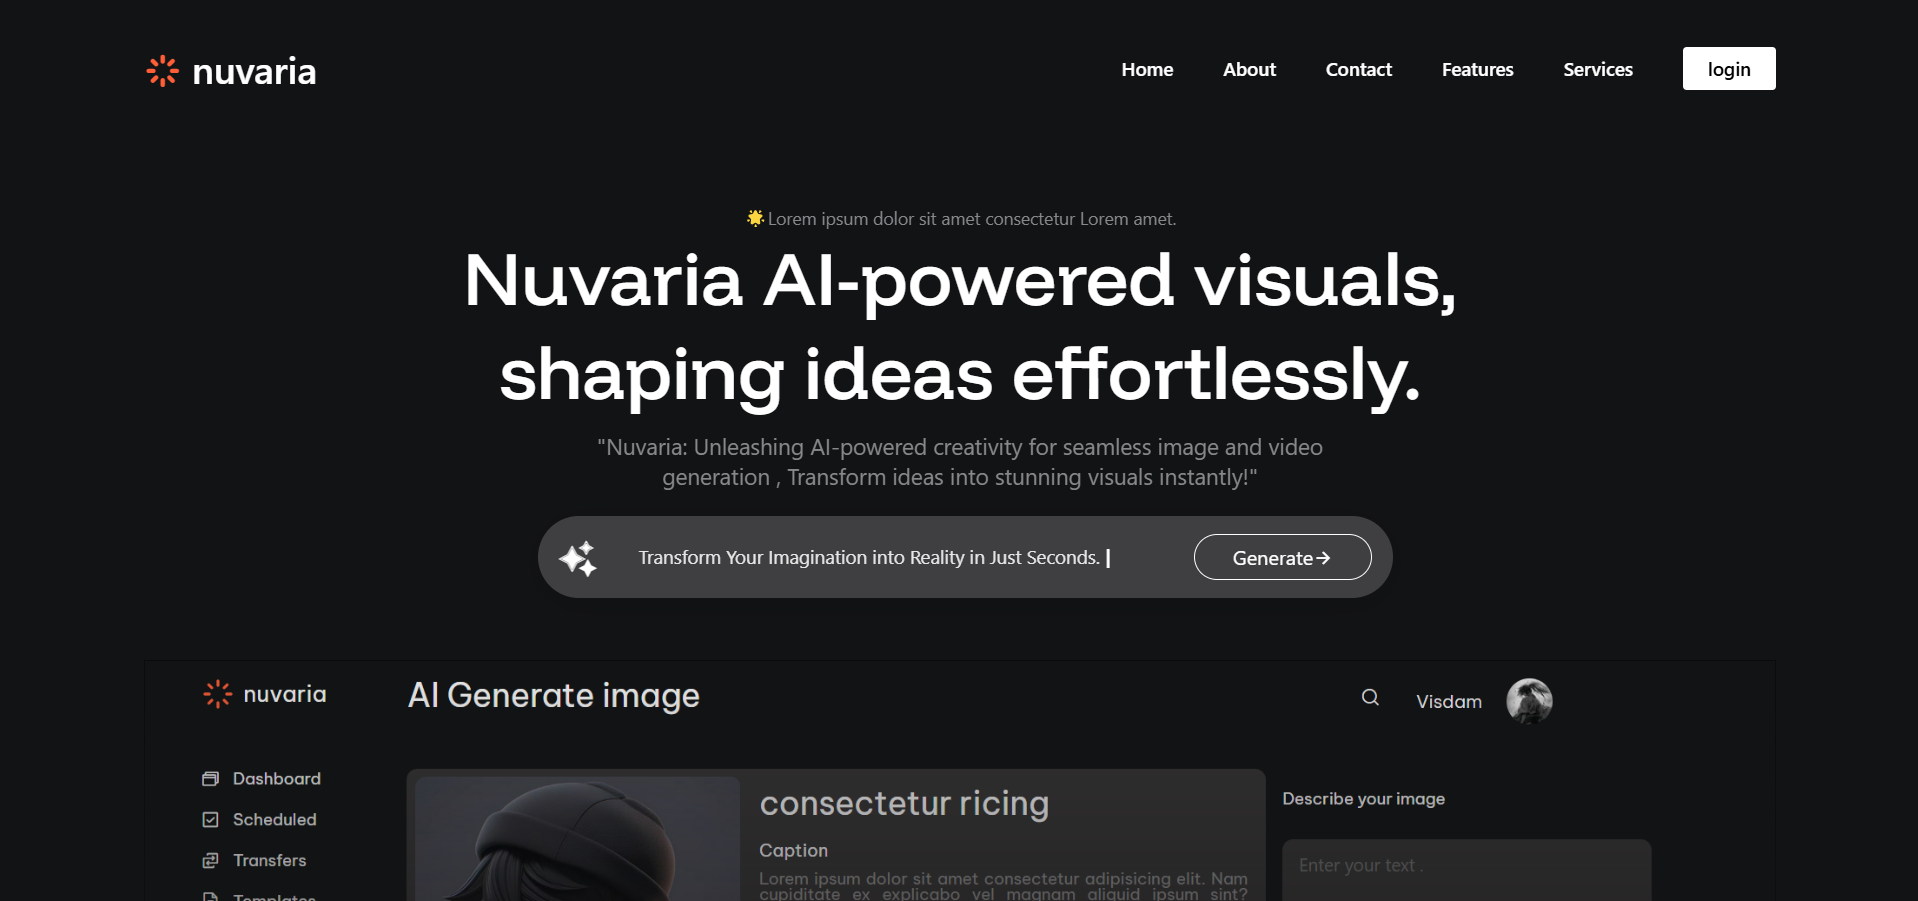 nuvaria
Home About Contact Features Services login
Lorem ipsum dolor sit amet consectetur Lorem amet.
Nuvaria AI-powered visuals,
shaping ideas effortlessly.
"Nuvaria: Unleashing AI-powered creativity for seamless image and video
generation , Transform ideas into stunning visuals instantly!"
Transform Your Imagination into Reality in Just Seconds.
Generate→
nuvaria
AI Generate image
Visdam
Dashboard
Scheduled
Transfers
Templates
consectetur ricing
Caption
Lorem ipsum dolor sit amet consectetur adipisicing elit. Nam
cupiditate ex explicabo vel magnam aliquid ipsum sint?
Describe your image
Enter your text .